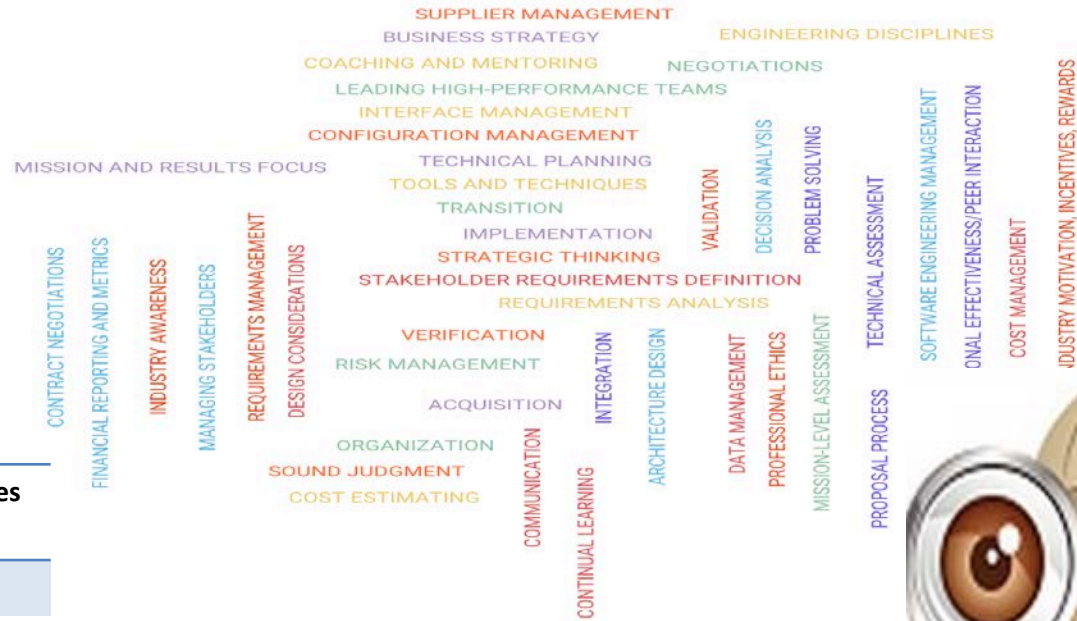 SUPPLIER MANAGEMENT
BUSINESS STRATEGY
ENGINEERING DISCIPLINES
COACHING AND MENTORING
NEGOTIATIONS
LEADING HIGH-PERFORMANCE TEAMS
INTERFACE MANAGEMENT
CONFIGURATION MANAGEMENT
MISSION AND RESULTS FOCUS
TECHNICAL PLANNING
TOOLS AND TECHNIQUES
TRANSITION
IMPLEMENTATION
STRATEGIC THINKING
STAKEHOLDER REQUIREMENTS DEFINITION
REQUIREMENTS ANALYSIS
VERIFICATION
RISK MANAGEMENT
ACQUISITION
ORGANIZATION
SOUND JUDGMENT
COST ESTIMATING
CONTRACT NEGOTIATIONS
FINANCIAL REPORTING AND METRICS
INDUSTRY AWARENESS
MANAGING STAKEHOLDERS
REQUIREMENTS MANAGEMENT
DESIGN CONSIDERATIONS
COMMUNICATION
CONTINUAL LEARNING
INTEGRATION
ARCHITECTURE DESIGN
VALIDATION
DATA MANAGEMENT
DECISION ANALYSIS
PROFESSIONAL ETHICS
PROBLEM SOLVING
MISSION-LEVEL ASSESSMENT
TECHNICAL ASSESSMENT
PROPOSAL PROCESS
SOFTWARE ENGINEERING MANAGEMENT
ONAL EFFECTIVENESS/PEER INTERACTION
COST MANAGEMENT
NDUSTRY MOTIVATION, INCENTIVES, REWARDS
es